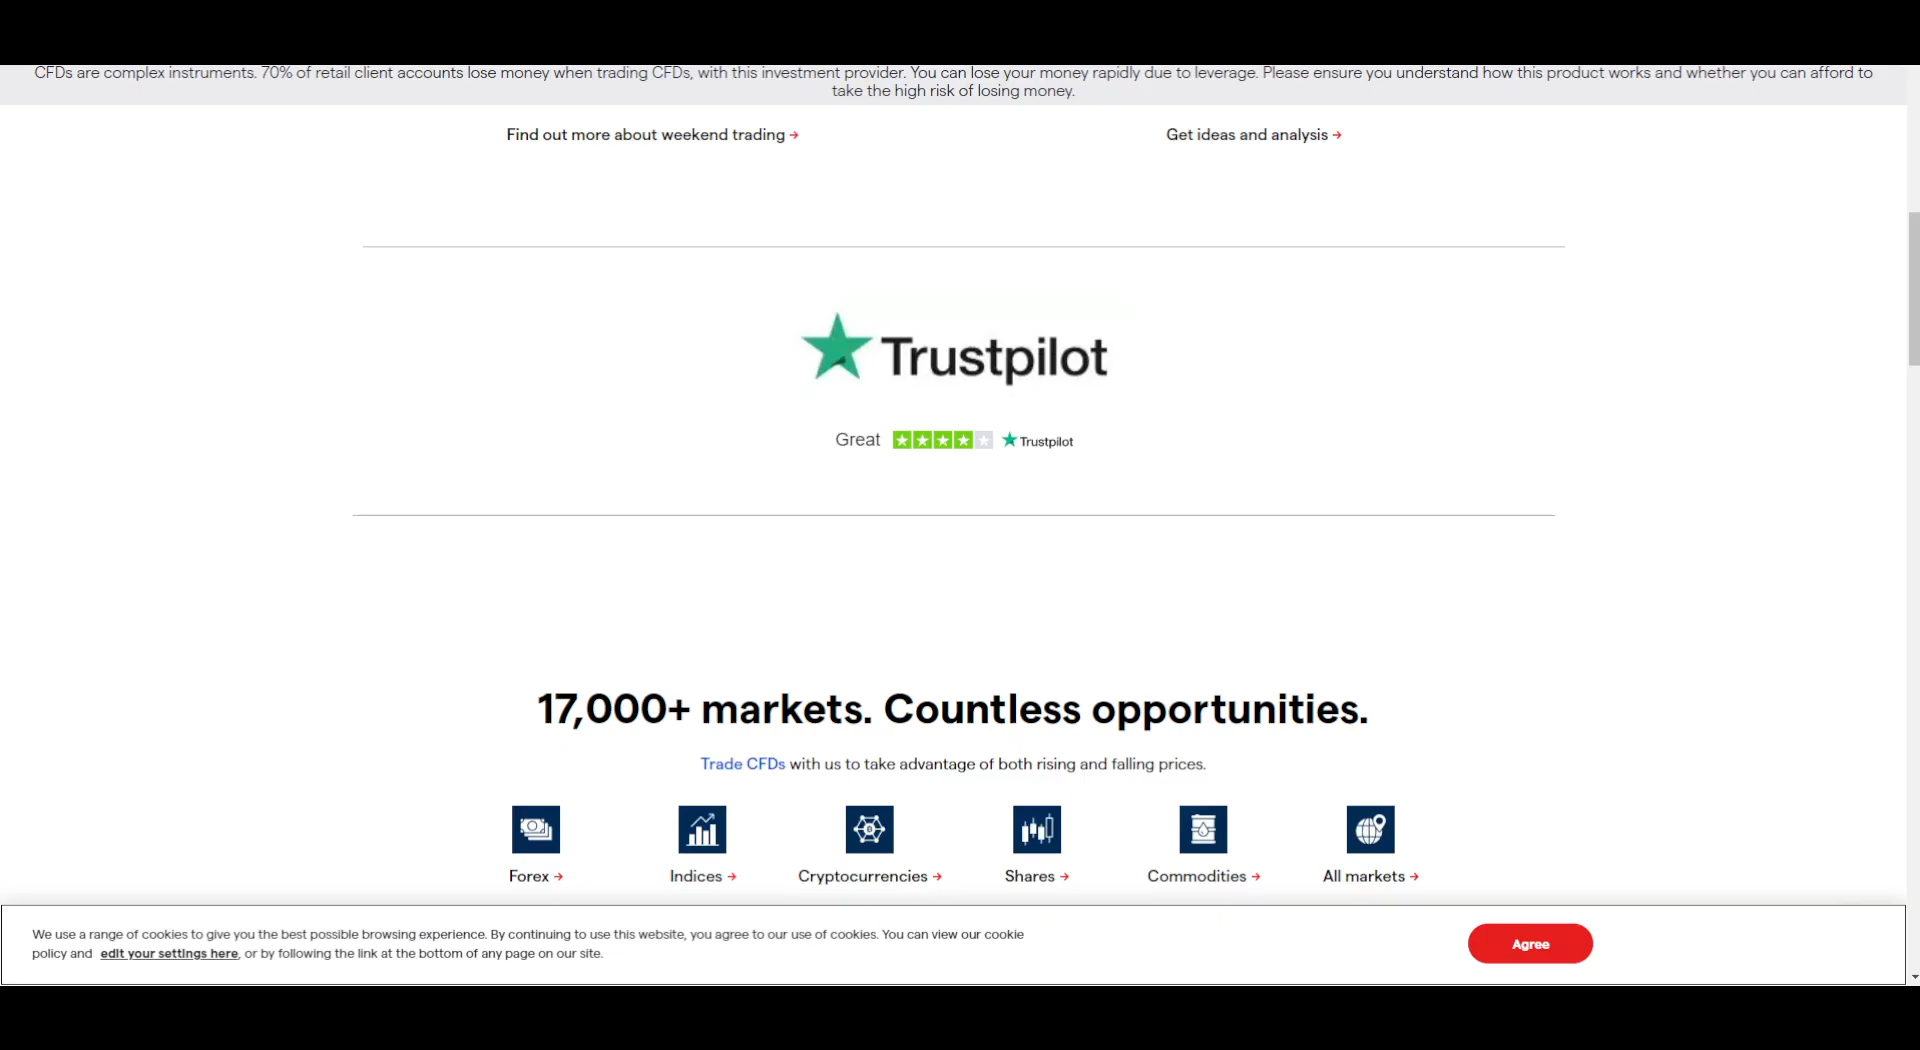 CFDs are complex instruments. 70% of retail client accounts lose money when trading CFDs, with this investment provider. You can lose your money rapidly due to leverage. Please ensure you understand how this product works and whether you can afford to
take the high risk of losing money.
Find out more about weekend trading
Get ideas and analysis
Trustpilot
Great Trustpilot
17,000+ markets. Countless opportunities.
Trade CFDs with us to take advantage of both rising and falling prices.
Forex
Indices
Cryptocurrencies
Shares
Commodities
All markets
We use a range of cookies to give you the best possible browsing experience. By continuing to use this website, you agree to our use of cookies. You can view our cookie
policy and edit your settings here, or by following the link at the bottom of any page on our site.
Agree